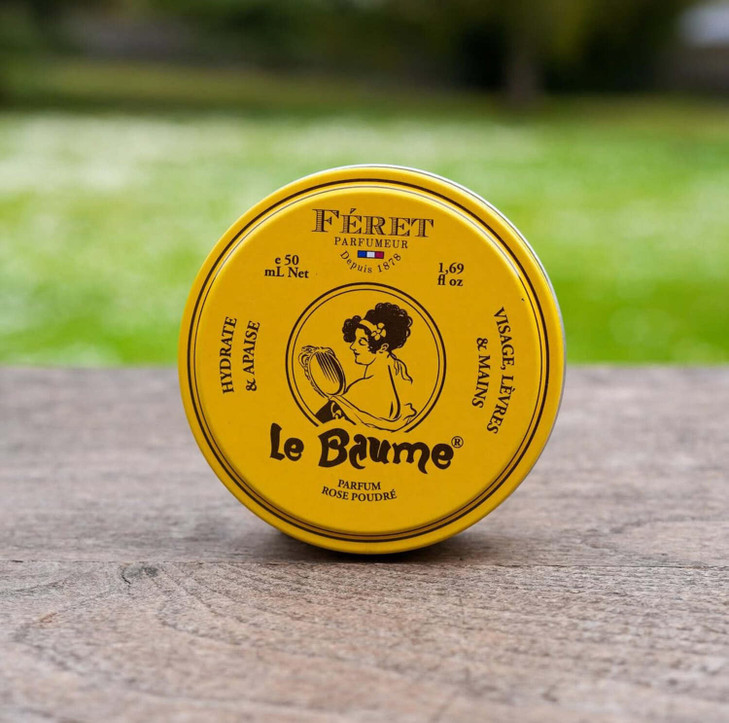 FÉRET
PARFUMEUR
Depuis 1878
e 50
mL Net
1,69
fl oz
HYDRATE
& APAISE
VISAGE, LÈVRES
& MAINS
Le Baume®
PARFUM
ROSE POUDRÉ